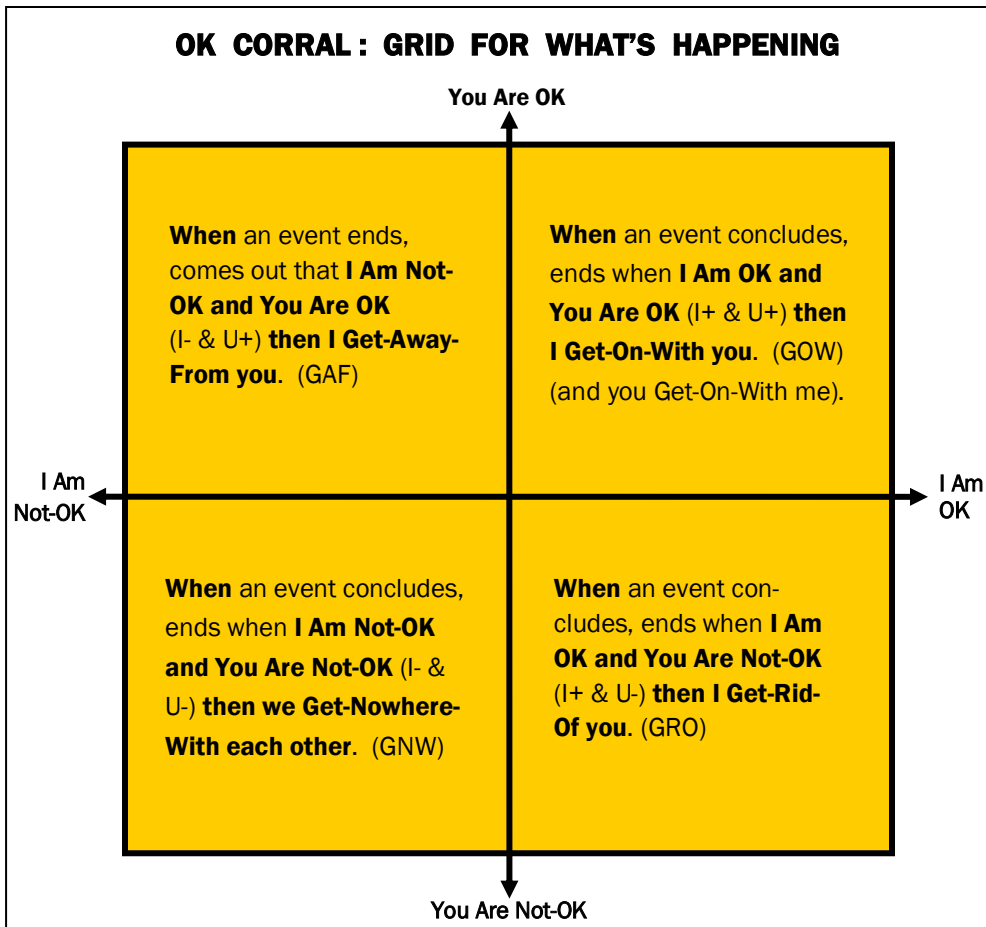 OK CORRAL : GRID FOR WHAT'S HAPPENING
You Are OK
When an event ends,
comes out that I Am Not-
OK and You Are OK
(I- & U+) then I Get-Away-
From you. (GAF)
When an event concludes,
ends when I Am OK and
You Are OK (I+ & U+) then
I Get-On-With you. (GOW)
(and you Get-On-With me).
I Am
Not-OK
I Am
OK
When an event concludes,
ends when I Am Not-OK
and You Are Not-OK (I- &
U-) then we Get-Nowhere-
With each other. (GNW)
When an event con-
cludes, ends when I Am
OK and You Are Not-OK
(I+ & U-) then I Get-Rid-
Of you. (GRO)
You Are Not-OK